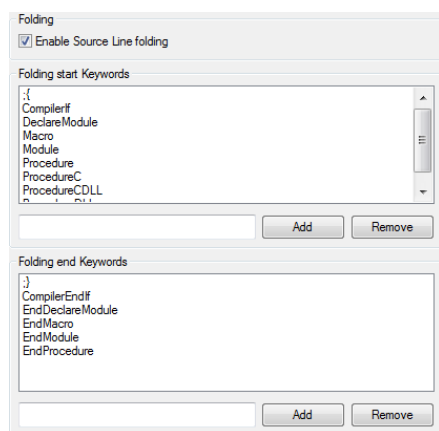 Folding
Enable Source Line folding
Folding start Keywords
;{
CompilerIf
DeclareModule
Macro
Module
Procedure
ProcedureC
ProcedureCDLL
Add
Remove
Folding end Keywords
;}
CompilerEndIf
EndDeclareModule
EndMacro
EndModule
EndProcedure
Add
Remove